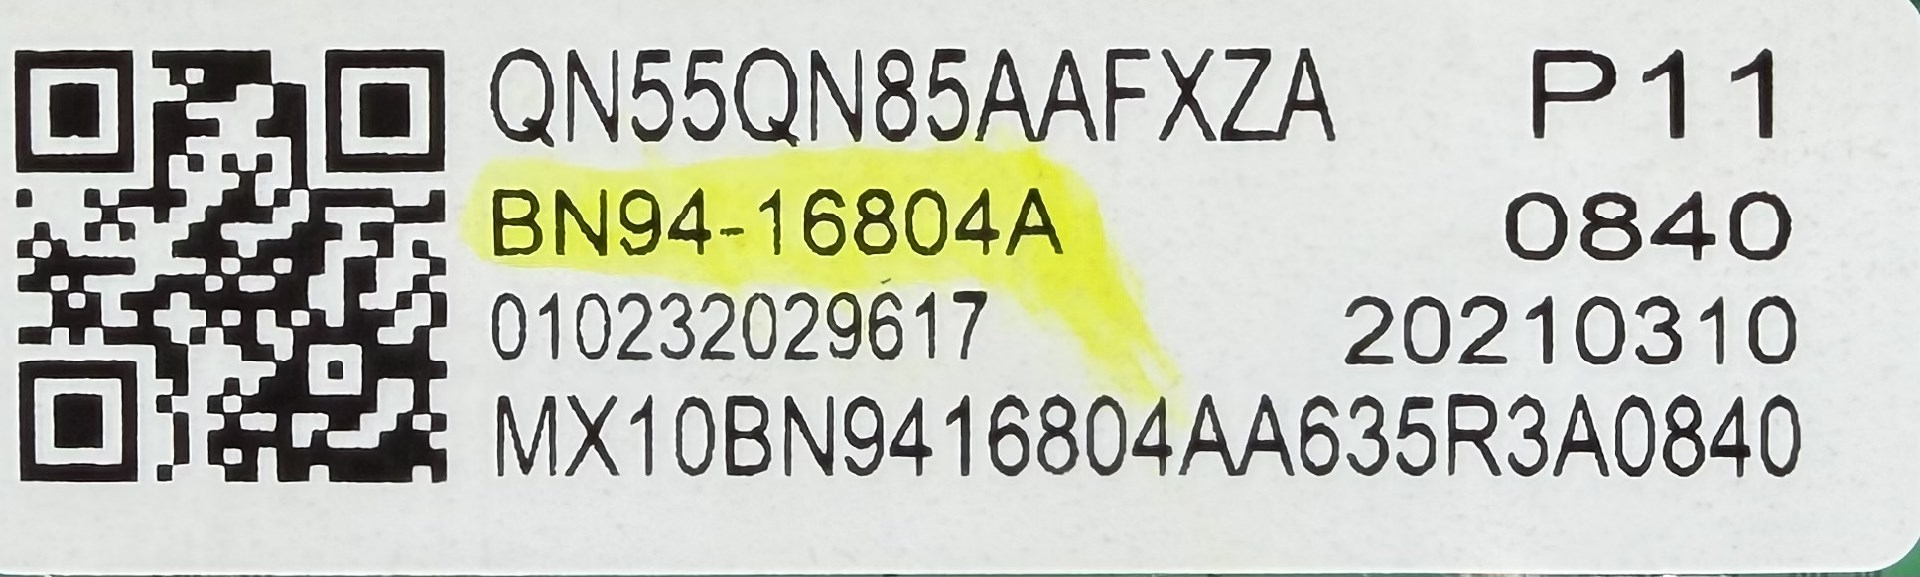 QN55QN85AAFXZA P11
BN94-16804A 0840
010232029617 20210310
MX10BN9416804AA635R3A0840